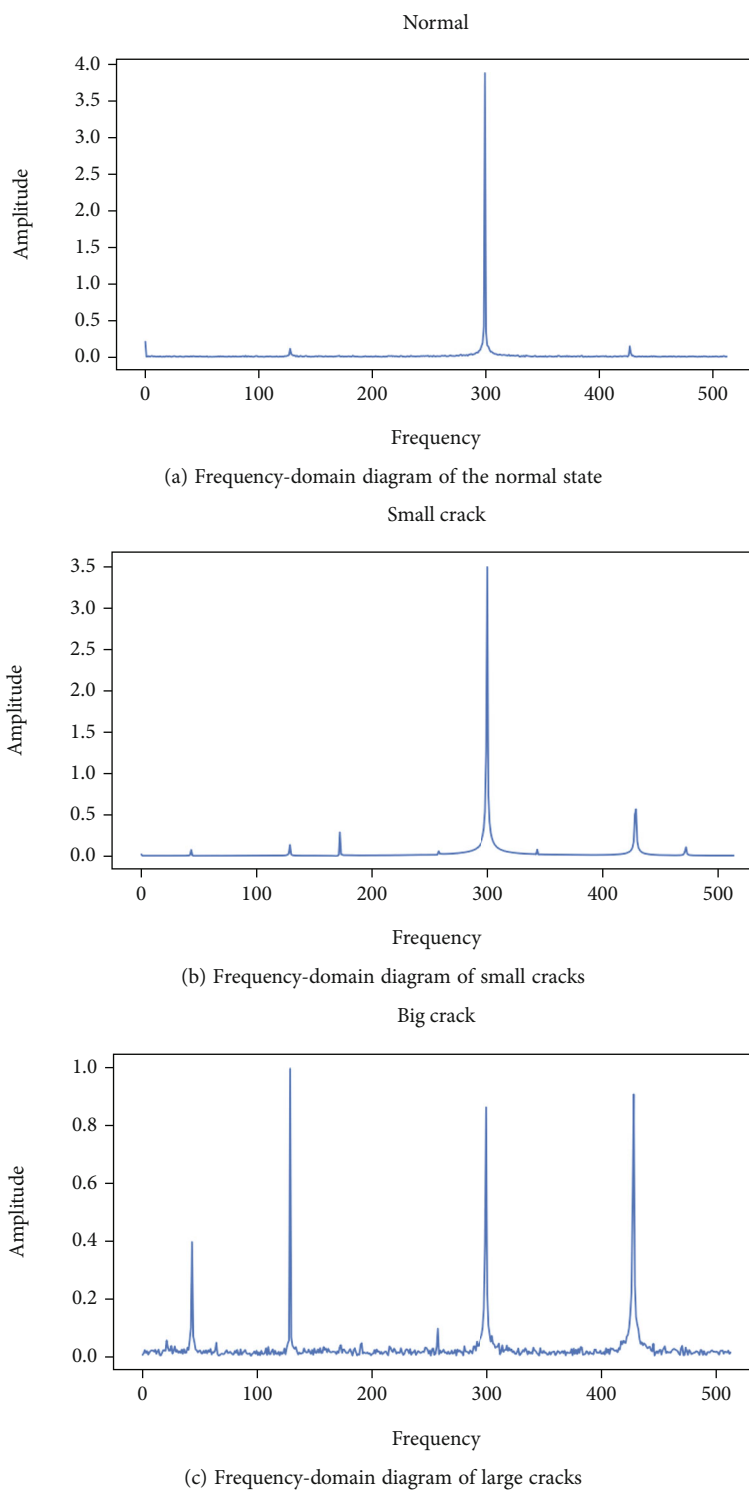 Normal
4.0
3.5
3.0
2.5
2.0
1.5
1.0
0.5
0.0
Amplitude
0 100 200 300 400 500
Frequency
(a) Frequency-domain diagram of the normal state
Small crack
3.5
3.0
2.5
2.0
1.5
1.0
0.5
0.0
Amplitude
0 100 200 300 400 500
Frequency
(b) Frequency-domain diagram of small cracks
Big crack
1.0
0.8
0.6
0.4
0.2
0.0
Amplitude
0 100 200 300 400 500
Frequency
(c) Frequency-domain diagram of large cracks